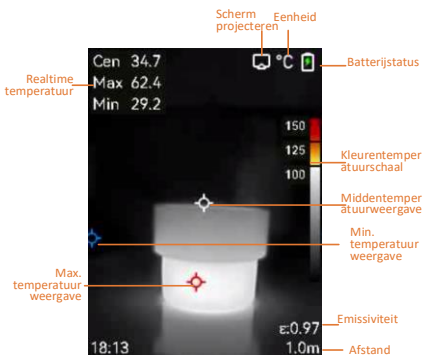 Scherm
projecteren
Eenheid
Cen 34.7
Max 62.4
Min 29.2
°C
Batterijstatus
Realtime
temperatuur
150
125
100
Kleurentemper
atuurschaal
Middentemper
atuurweergave
Min.
temperatuur
weergave
Max.
temperatuur
weergave
ε:0.97
Emissiviteit
18:13
1.0m
Afstand